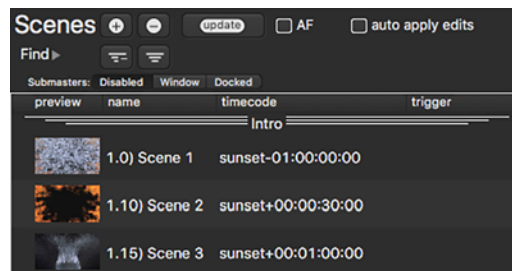 Scenes update AF auto apply edits
Find
Submasters: Disabled Window Docked
preview name timecode trigger
Intro
1.0) Scene 1 sunset-01:00:00:00
1.10) Scene 2 sunset+00:00:30:00
1.15) Scene 3 sunset+00:01:00:00